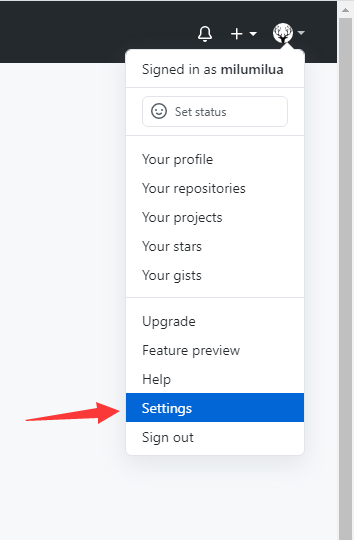 Signed in as milumilua
Set status
Your profile
Your repositories
Your projects
Your stars
Your gists
Upgrade
Feature preview
Help
Settings
Sign out